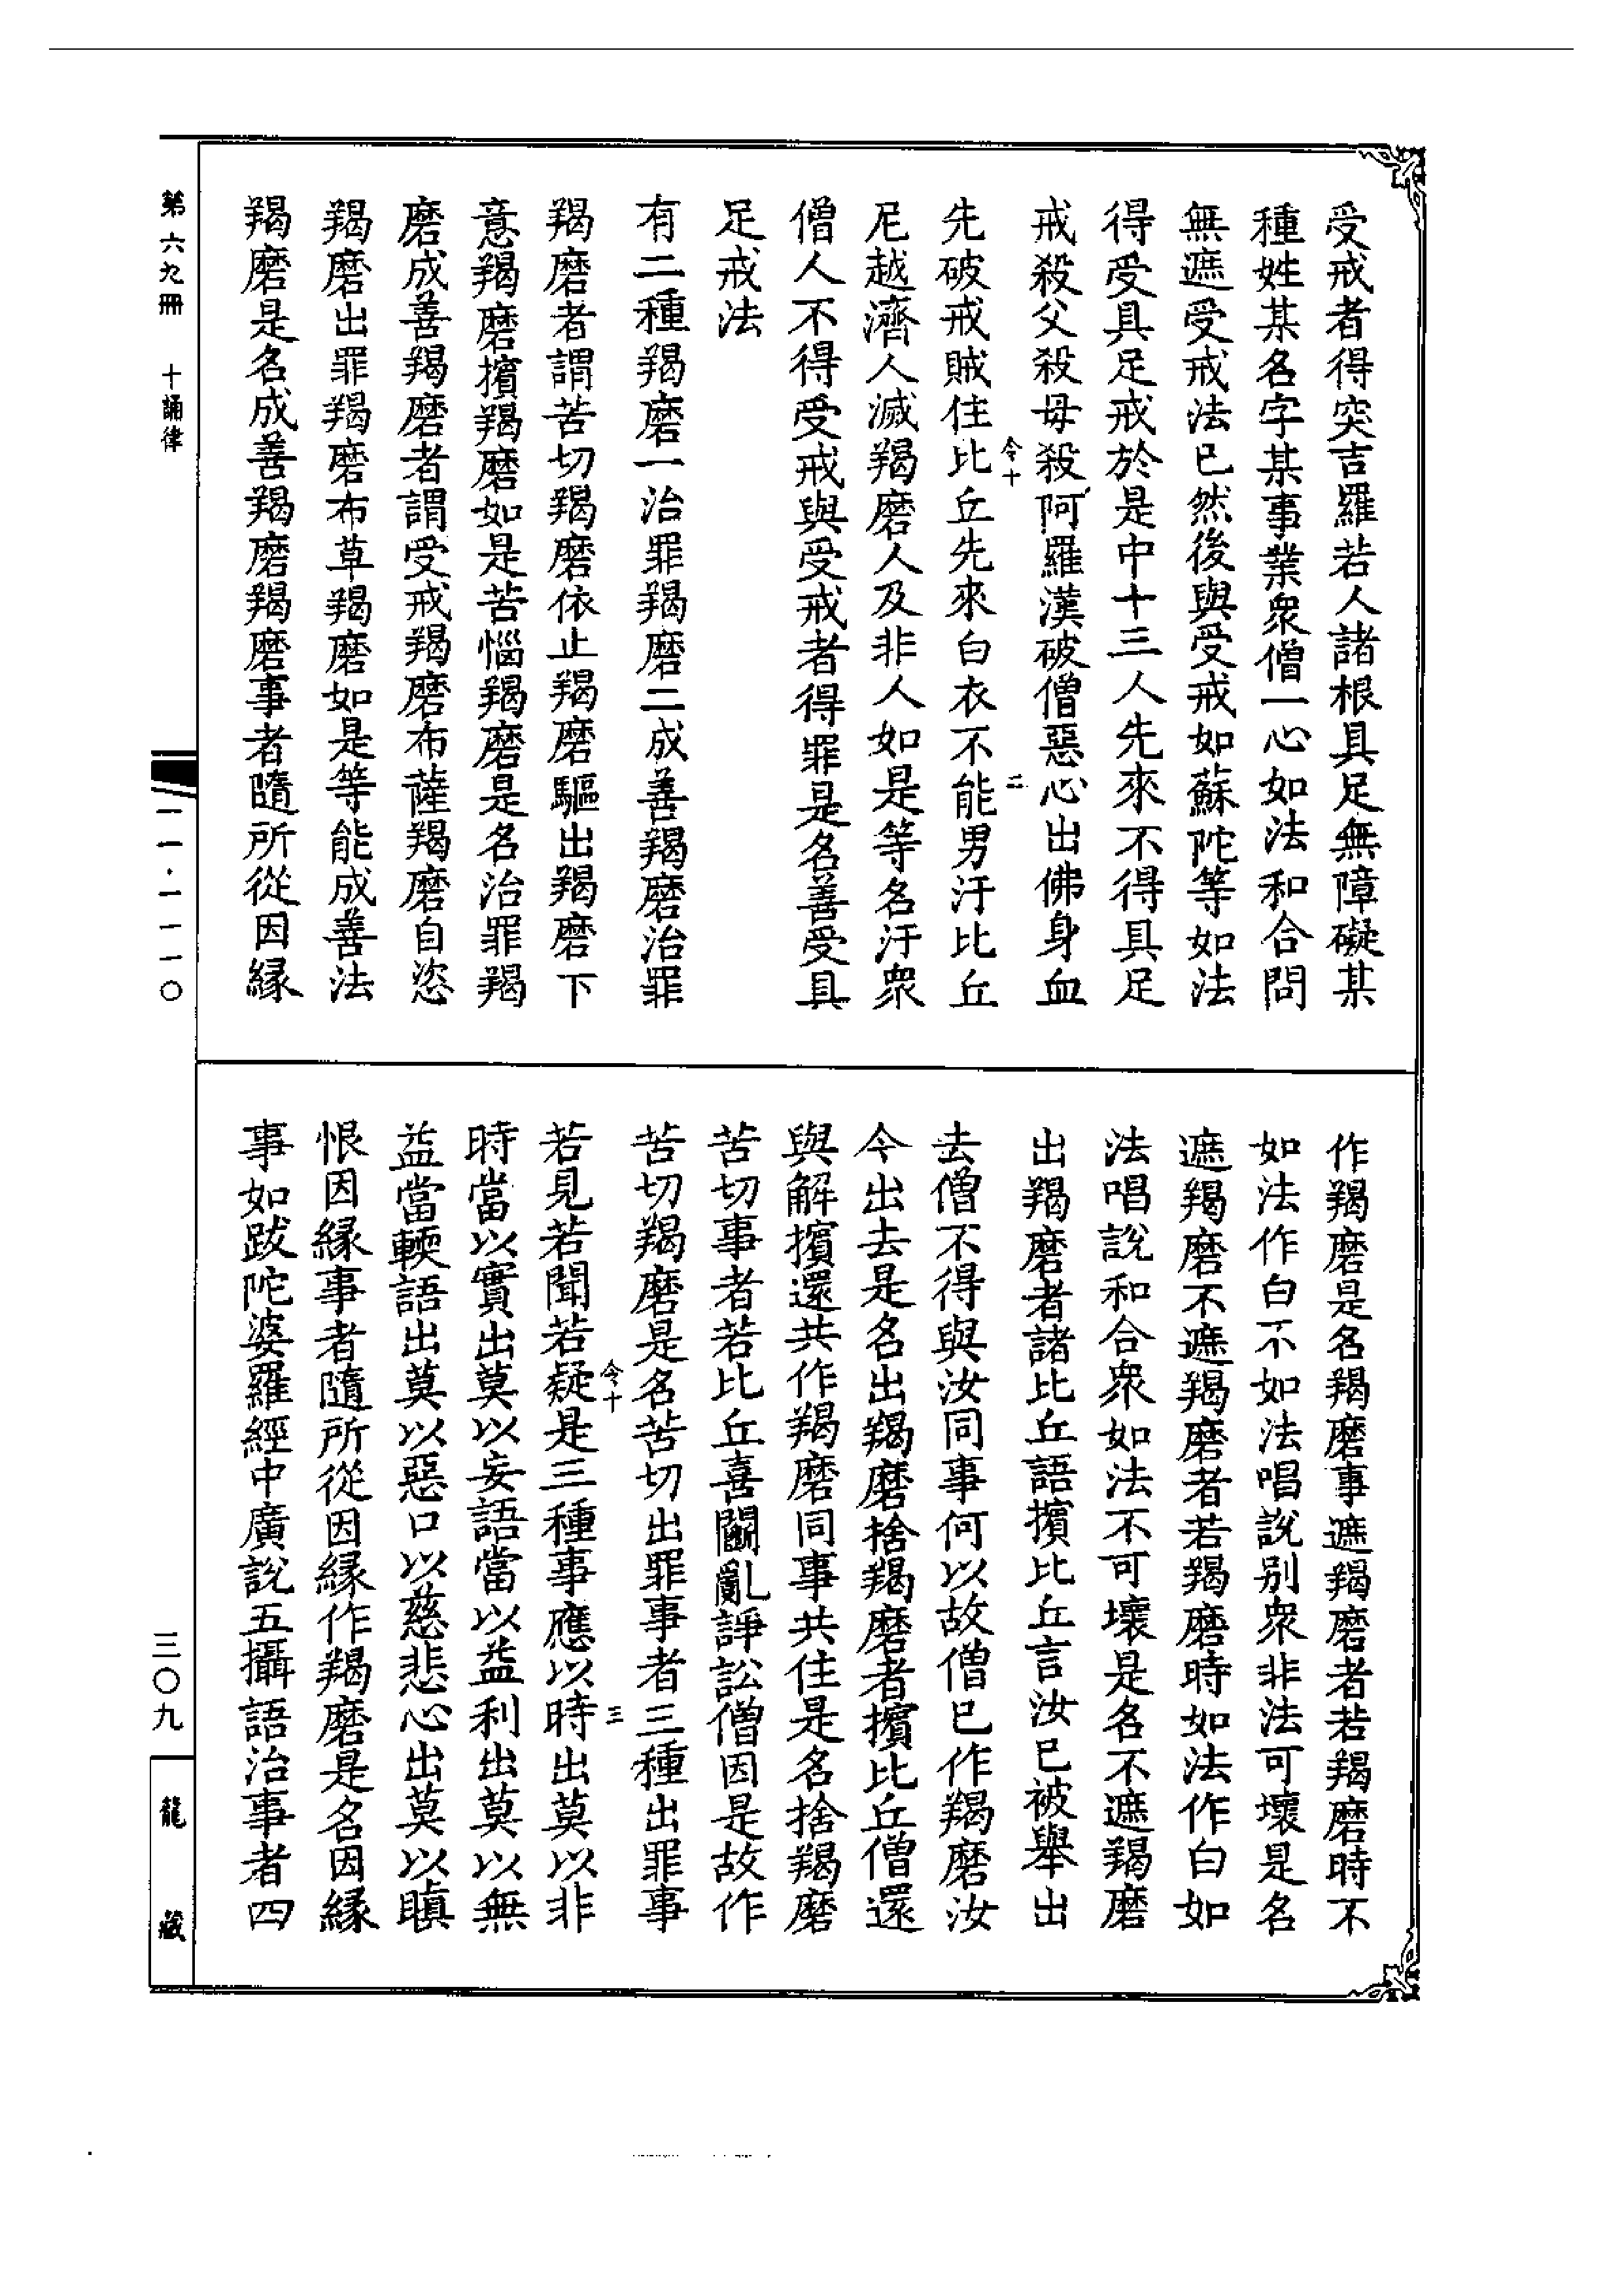 受戒者得突吉羅若人諸根具足無障礙某
種姓某名字某事業衆僧一心如法和合問
無遮受戒法已然後與受戒如蘇陀等如法
得受具足戒於是中十三人先來不得具足
戒殺父殺母殺阿羅漢破僧惡心出佛身血
今十
二
先破戒賊住比丘先來白衣不能男汙比丘
尼越濟人滅羯磨人及非人如是等名汙衆
僧人不得受戒與受戒者得罪是名善受具
足戒法
有二種羯磨一治罪羯磨二成善羯磨治罪
羯磨者謂苦切羯磨依止羯磨驅出羯磨下
意羯磨擯羯磨如是苦惱羯磨是名治罪羯
磨成善羯磨者謂受戒羯磨布薩羯磨自恣
羯磨出罪羯磨布草羯磨如是等能成善法
羯磨是名成善羯磨羯磨事者隨所從因緣
作羯磨是名羯磨事遮羯磨者若羯磨時不
如法作白不如法唱說別衆非法可壞是名
遮羯磨不遮羯磨者若羯磨時如法作白如
法唱說和合衆如法不可壞是名不遮羯磨
出羯磨者諸比丘語擯比丘言汝已被舉出
去僧不得與汝同事何以故僧已作羯磨汝
今出去是名出羯磨捨羯磨者擯比丘僧還
與解擯還共作羯磨同事共住是名捨羯磨
苦切事者若比丘喜鬬亂諍訟僧因是故作
苦切羯磨是名苦切出罪事者三種出罪事
今十
三
若見若聞若疑是三種事應以時出莫以非
時當以實出莫以妄語當以益利出莫以無
益當輭語出莫以惡口以慈悲心出莫以瞋
恨因緣事者隨所從因緣作羯磨是名因緣
事如跋陀婆羅經中廣說五攝語治事者四
第六九冊 十誦律
一一·一一一〇
三〇九
龍藏